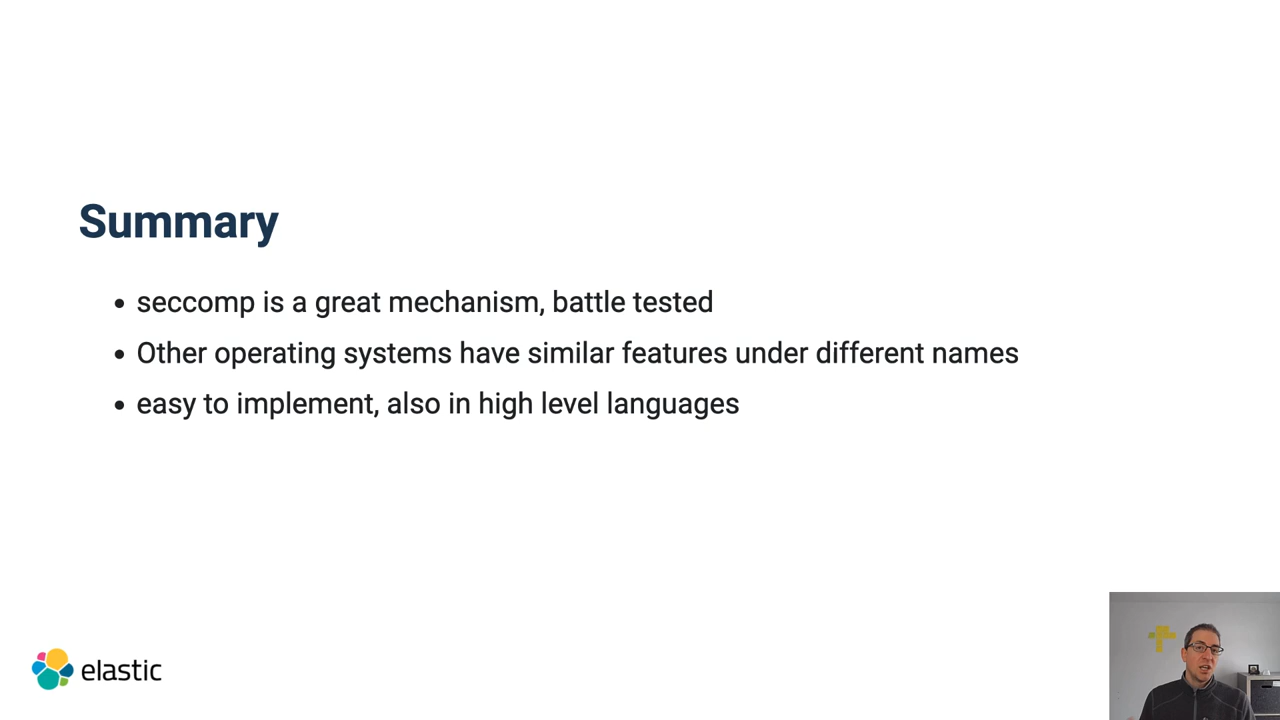 Summary
• seccomp is a great mechanism, battle tested
• Other operating systems have similar features under different names
• easy to implement, also in high level languages
elastic